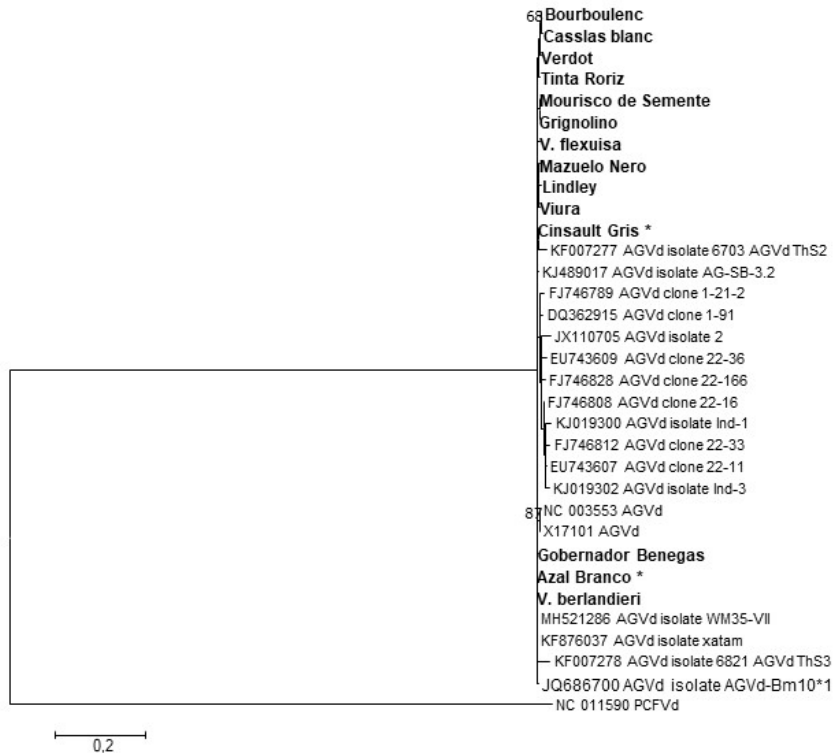 68 Bourboulenc
Casslas blanc
Verdot
Tinta Roriz
Mourisco de Semente
Grignolino
V. flexuisa
Mazuelo Nero
Lindley
Viura
Cinsault Gris *
KF007277 AGVd isolate 6703 AGVd ThS2
KJ489017 AGVd isolate AG-SB-3.2
FJ746789 AGVd clone 1-21-2
DQ362915 AGVd clone 1-91
JX110705 AGVd isolate 2
EU743609 AGVd clone 22-36
FJ746828 AGVd clone 22-166
FJ746808 AGVd clone 22-16
KJ019300 AGVd isolate Ind-1
FJ746812 AGVd clone 22-33
EU743607 AGVd clone 22-11
KJ019302 AGVd isolate Ind-3
87 NC 003553 AGVd
X17101 AGVd
Gobernador Benegas
Azal Branco *
V. berlandieri
MH521286 AGVd isolate WM35-VII
KF876037 AGVd isolate xatam
KF007278 AGVd isolate 6821 AGVd ThS3
JQ686700 AGVd isolate AGVd-Bm10*1
NC 011590 PCFVd
0,2